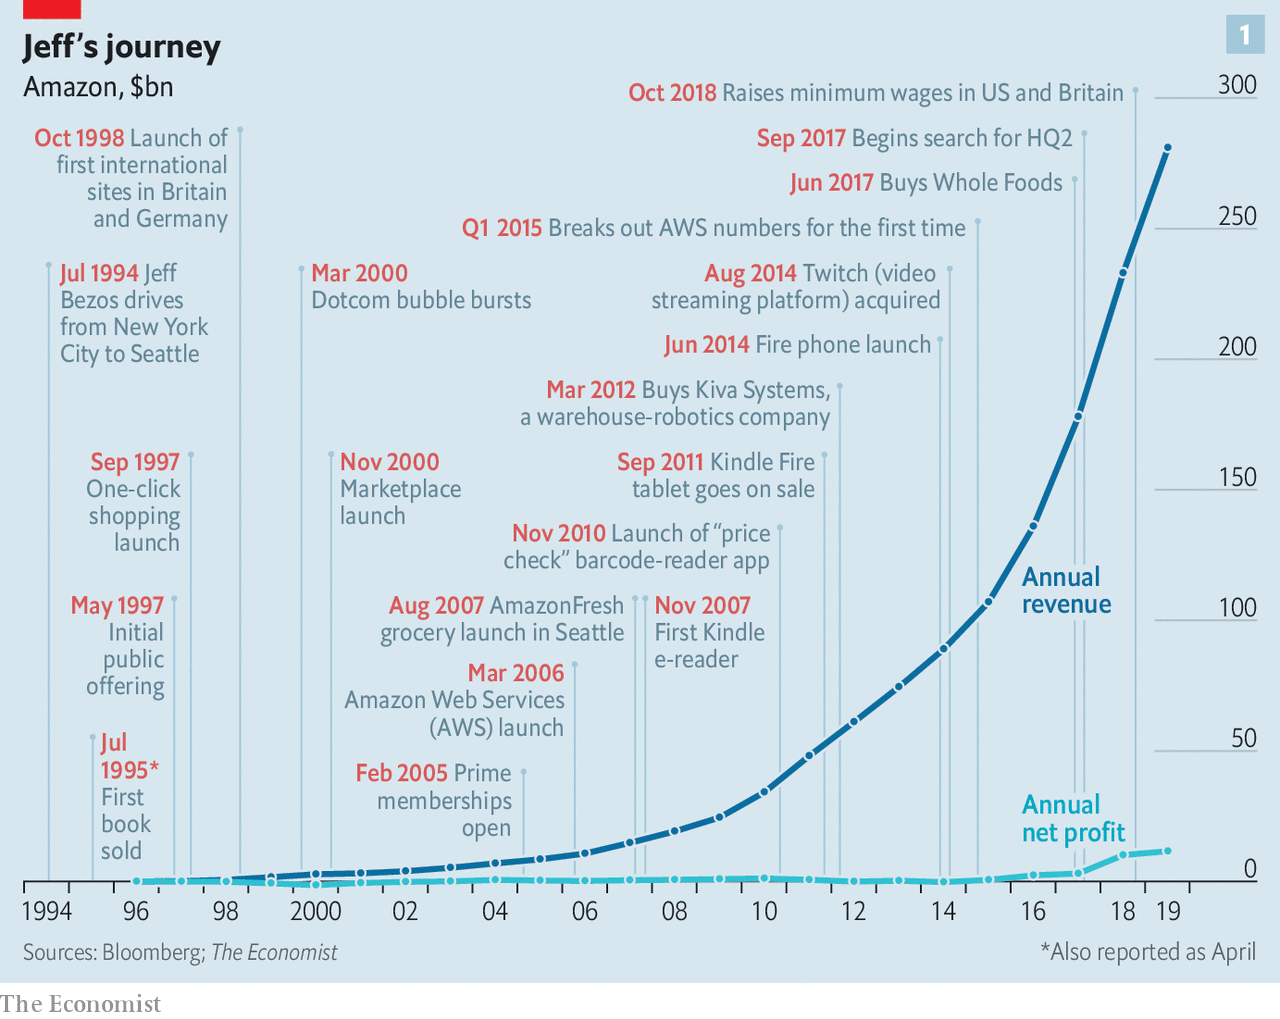 Jeff's journey
1
Amazon, $bn
Oct 1998 Launch of
first international
sites in Britain
and Germany
Jul 1994 Jeff
Bezos drives
from New York
City to Seattle
Sep 1997
One-click
shopping
launch
May 1997
Initial
public
offering
Jul
1995*
First
book
sold
Mar 2000
Dotcom bubble bursts
Nov 2000
Marketplace
launch
Feb 2005 Prime
memberships
open
Mar 2006
Amazon Web Services
(AWS) launch
Aug 2007 AmazonFresh
grocery launch in Seattle
Nov 2007
First Kindle
e-reader
Nov 2010 Launch of “price
check” barcode-reader app
Sep 2011 Kindle Fire
tablet goes on sale
Mar 2012 Buys Kiva Systems,
a warehouse-robotics company
Jun 2014 Fire phone launch
Aug 2014 Twitch (video
streaming platform) acquired
Q1 2015 Breaks out AWS numbers for the first time
Jun 2017 Buys Whole Foods
Sep 2017 Begins search for HQ2
Oct 2018 Raises minimum wages in US and Britain
300
250
200
150
100
50
0
Annual
revenue
Annual
net profit
1994 96 98 2000 02 04 06 08 10 12 14 16 18 19
Sources: Bloomberg; The Economist
*Also reported as April
The Economist